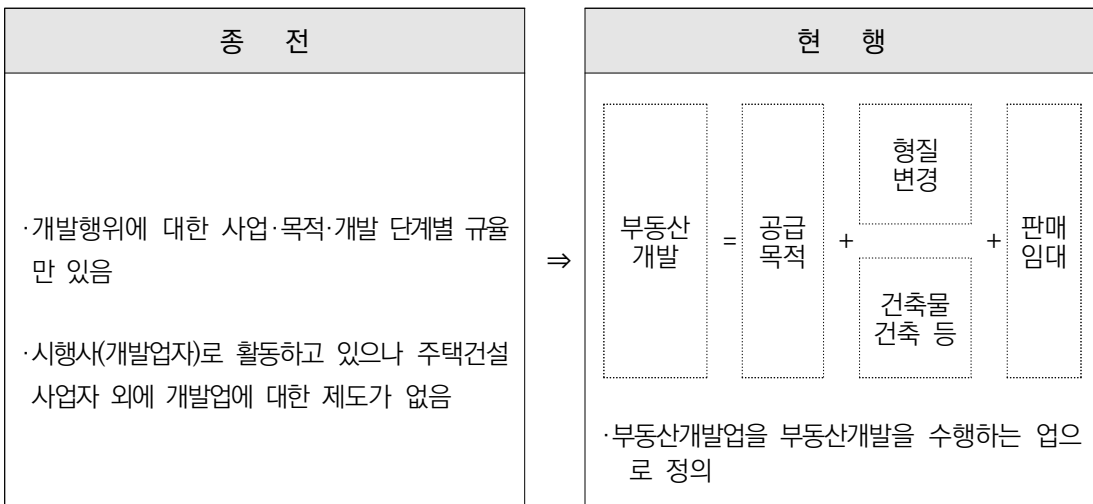 종 전
·개발행위에 대한 사업·목적·개발 단계별 규율
만 있음
·시행사(개발업자)로 활동하고 있으나 주택건설
사업자 외에 개발업에 대한 제도가 없음
⇒
현 행
부동산
개발
=
공급
목적
+
형질
변경
건축물
건축 등
+
판매
임대
·부동산개발업을 부동산개발을 수행하는 업으
로 정의